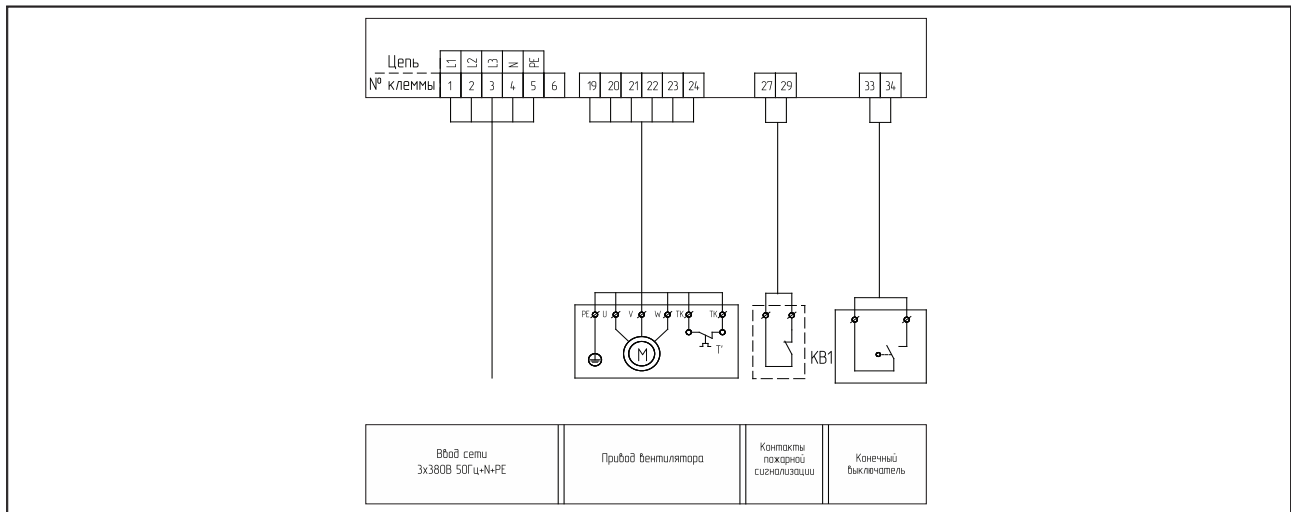 Цепь L1 L2 L3 N PE
№ клеммы 1 2 3 4 5 6 19 20 21 22 23 24 27 29 33 34
PE U V W TK TK
M T'
KB1
Ввод сети
3x380В 50Гц+N+PE
Привод вентилятора
Контакты
пожарной
сигнализации
Конечный
выключатель